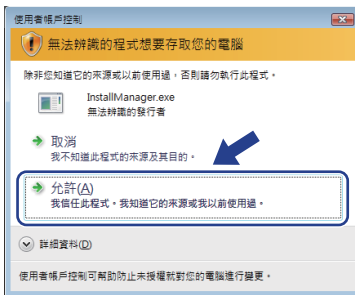 使用者帳戶控制
無法辨識的程式想要存取您的電腦
除非您知道它的來源或以前使用過，否則請勿執行此程式。
InstallManager.exe
無法辨識的發行者
取消
我不知道此程式的來源及其目的。
允許(A)
我信任此程式。我知道它的來源或我以前使用過。
詳細資料(D)
使用者帳戶控制可幫助防止未授權就對您的電腦進行變更。